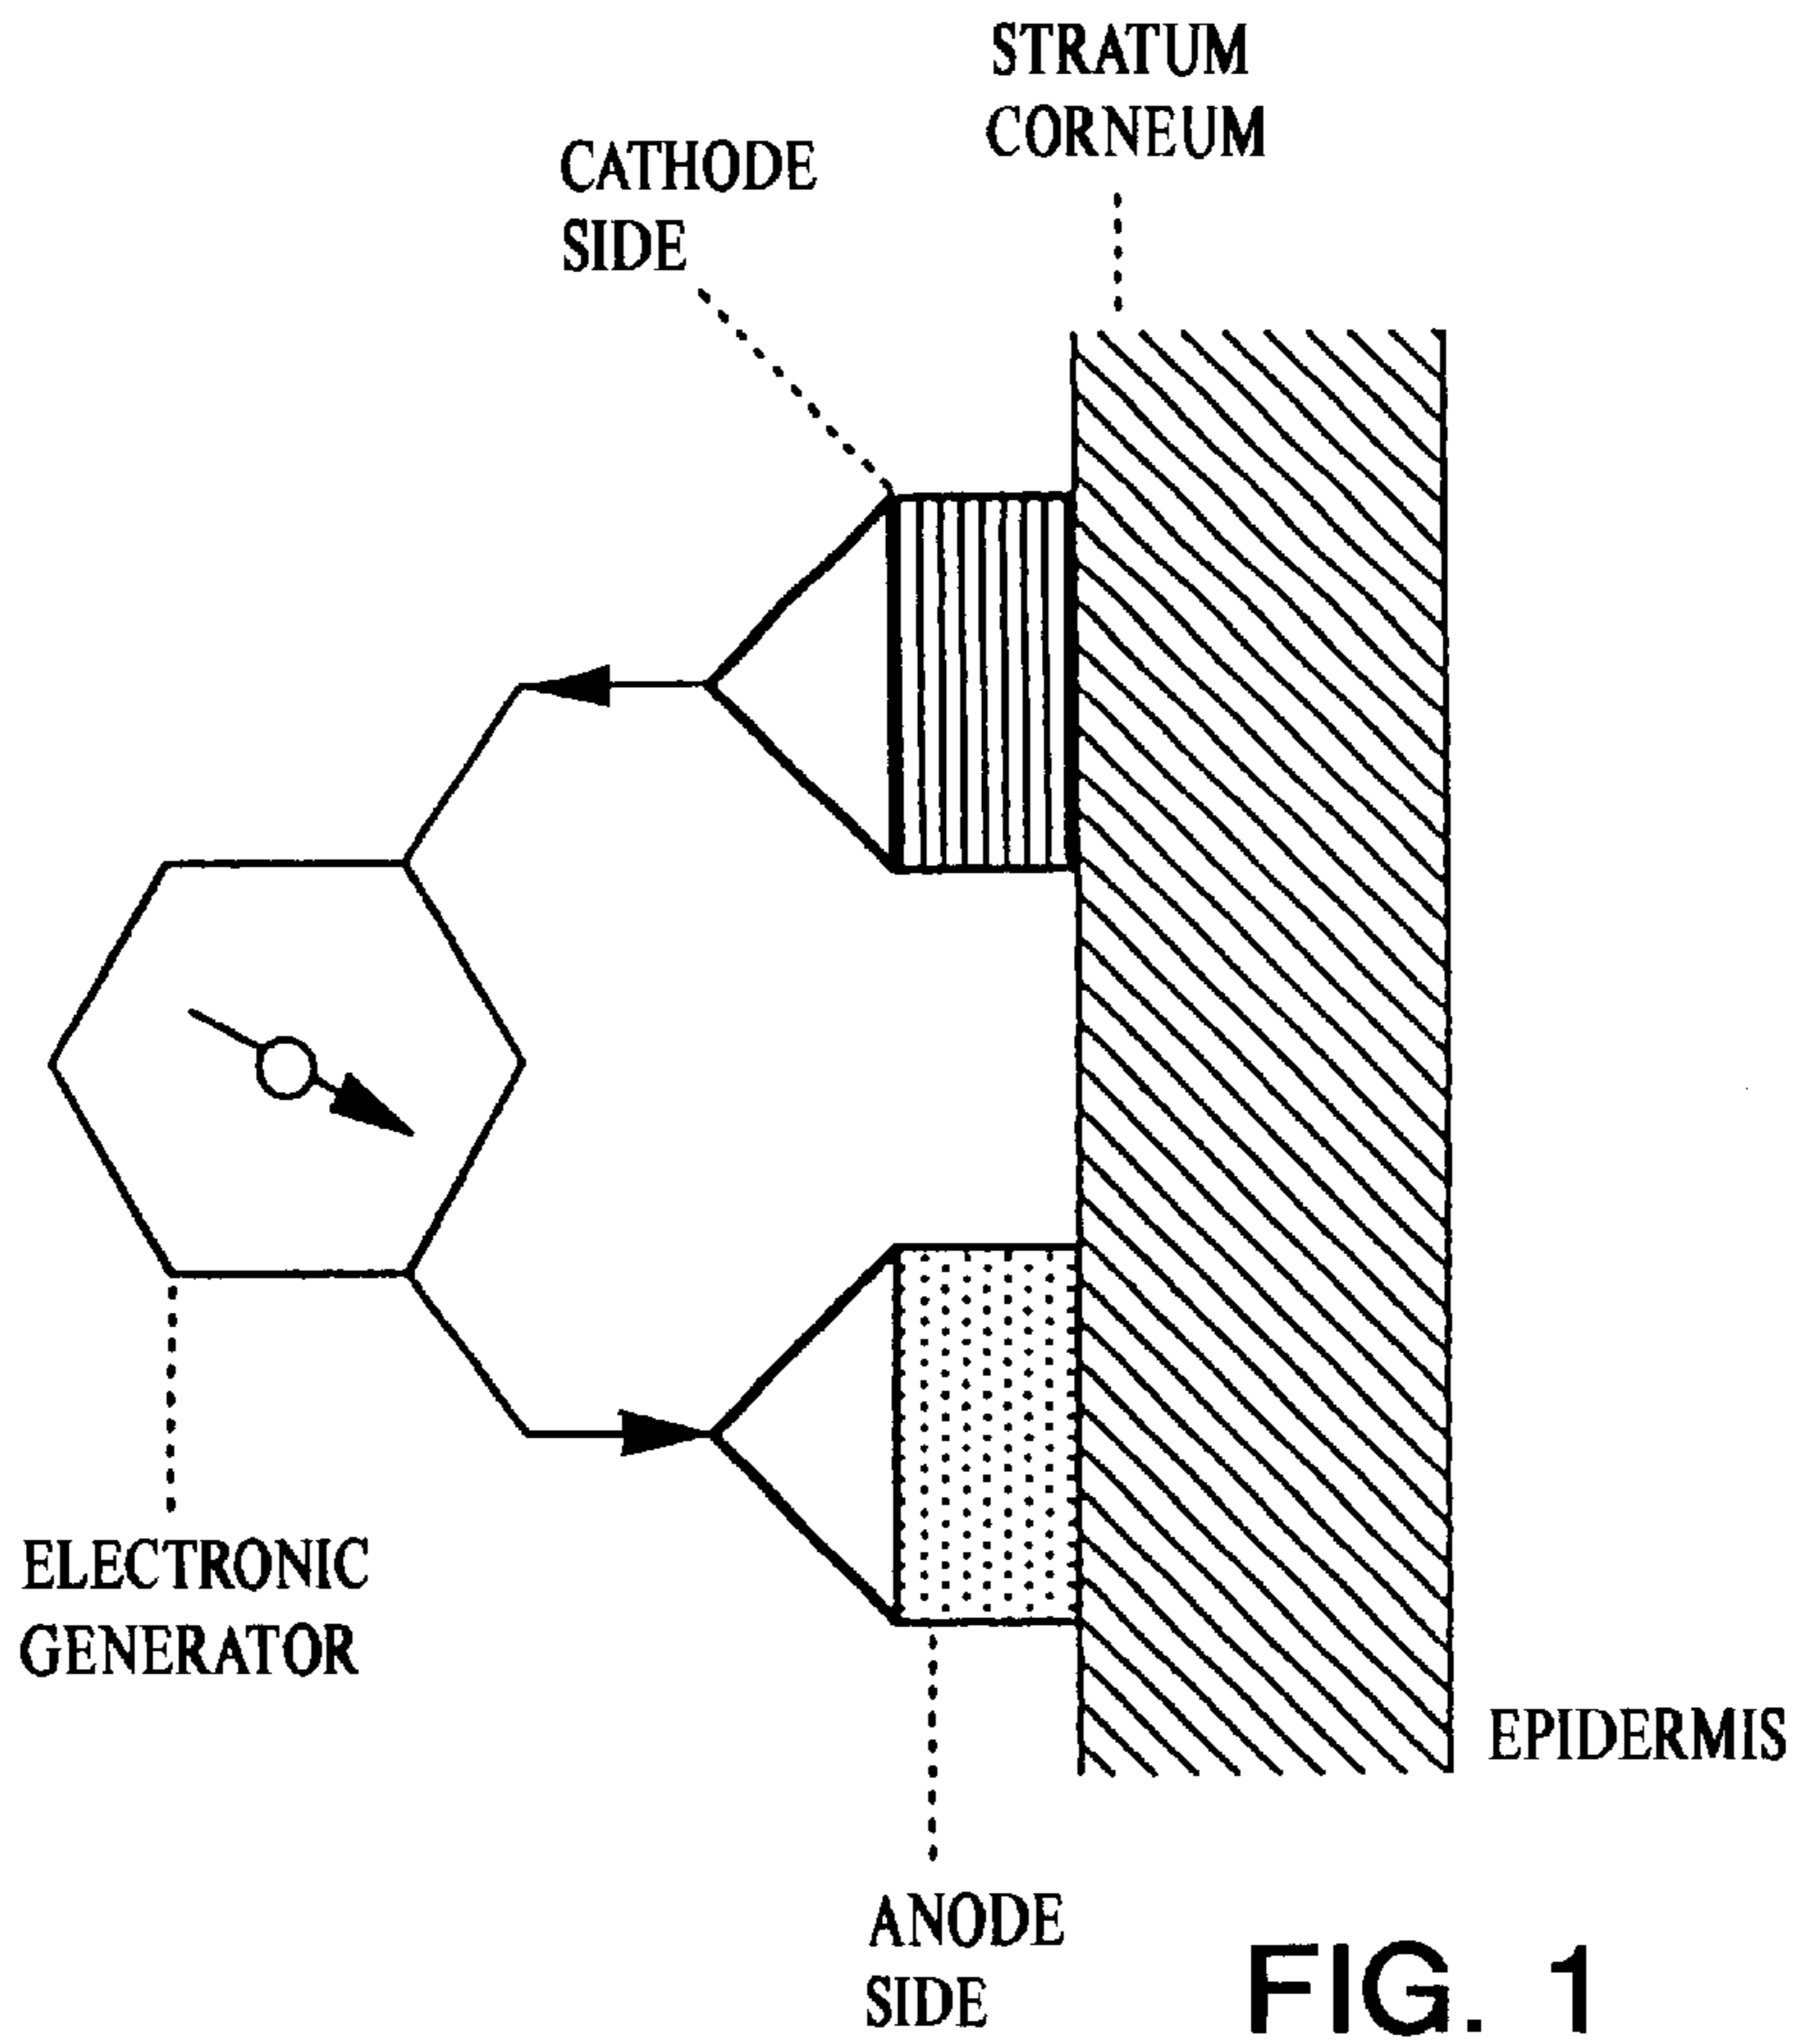 STRATUM
CORNEUM
CATHODE
SIDE
ELECTRONIC
GENERATOR
EPIDERMIS
ANODE
SIDE
FIG. 1